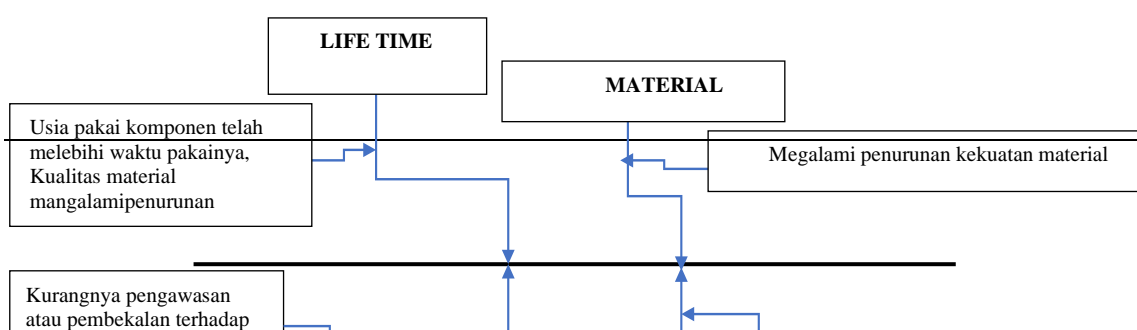 LIFE TIME
MATERIAL
Usia pakai komponen telah
melebihi waktu pakainya,
Kualitas material
mangalamipenurunan
Megalami penurunan kekuatan material
Kurangnya pengawasan
atau pembekalan terhadap